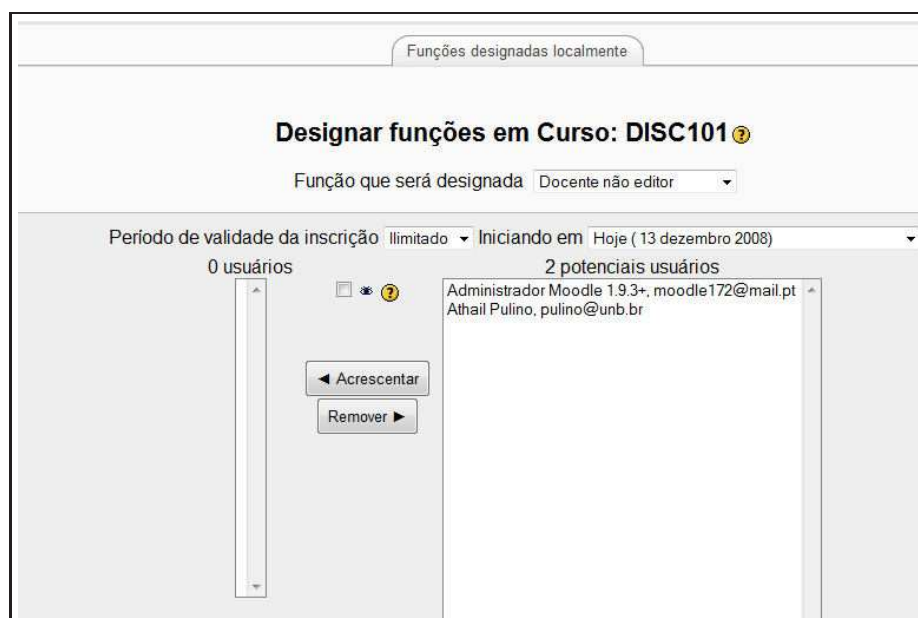 Funções designadas localmente
Designar funções em Curso: DISC101
Função que será designada Docente não editor
Período de validade da inscrição Ilimitado Iniciando em Hoje ( 13 dezembro 2008)
0 usuários
2 potenciais usuários
Administrador Moodle 1.9.3+, moodle172@mail.pt
Athail Pulino, pulino@unb.br
◄ Acrescentar
Remover ►